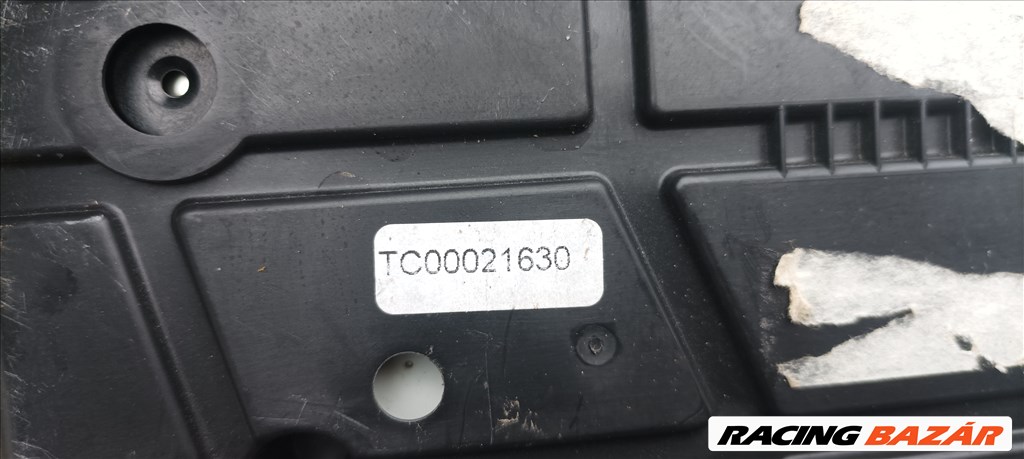 TC00021630
RACING BAZÁR